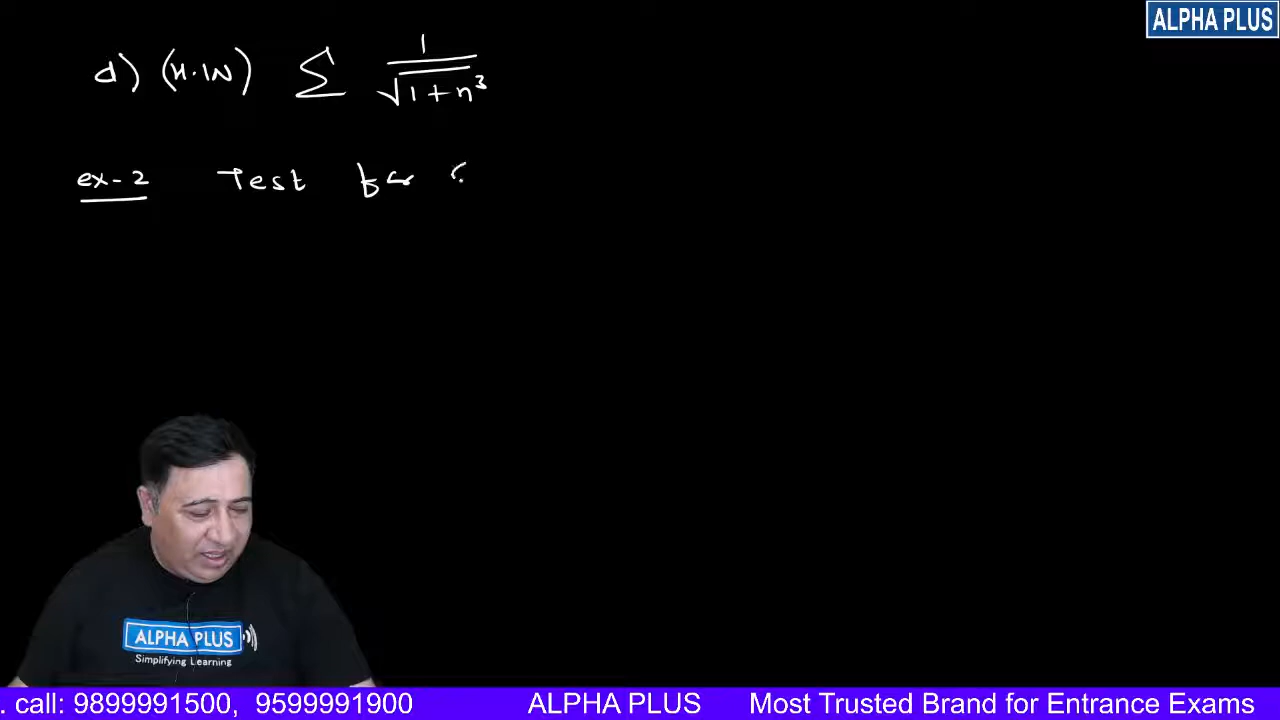 ALPHA PLUS
d) (H.W) ∑ 1/√(1+n³)
ex-2 Test for
ALPHA PLUS
Simplifying Learning
. call: 9899991500, 9599991900 ALPHA PLUS Most Trusted Brand for Entrance Exams